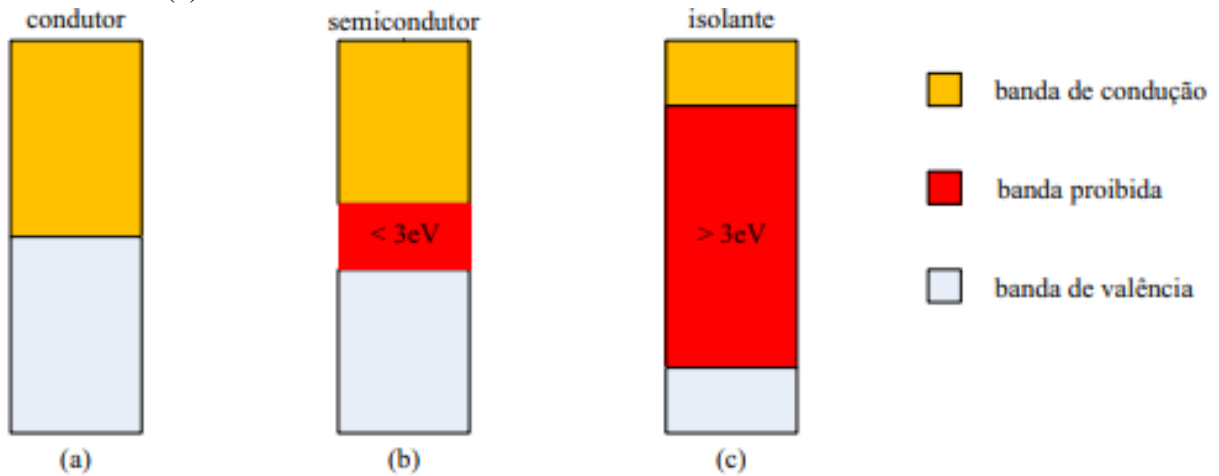 condutor
semicondutor
isolante
banda de condução
banda proibida
< 3eV
> 3eV
banda de valência
(a)
(b)
(c)